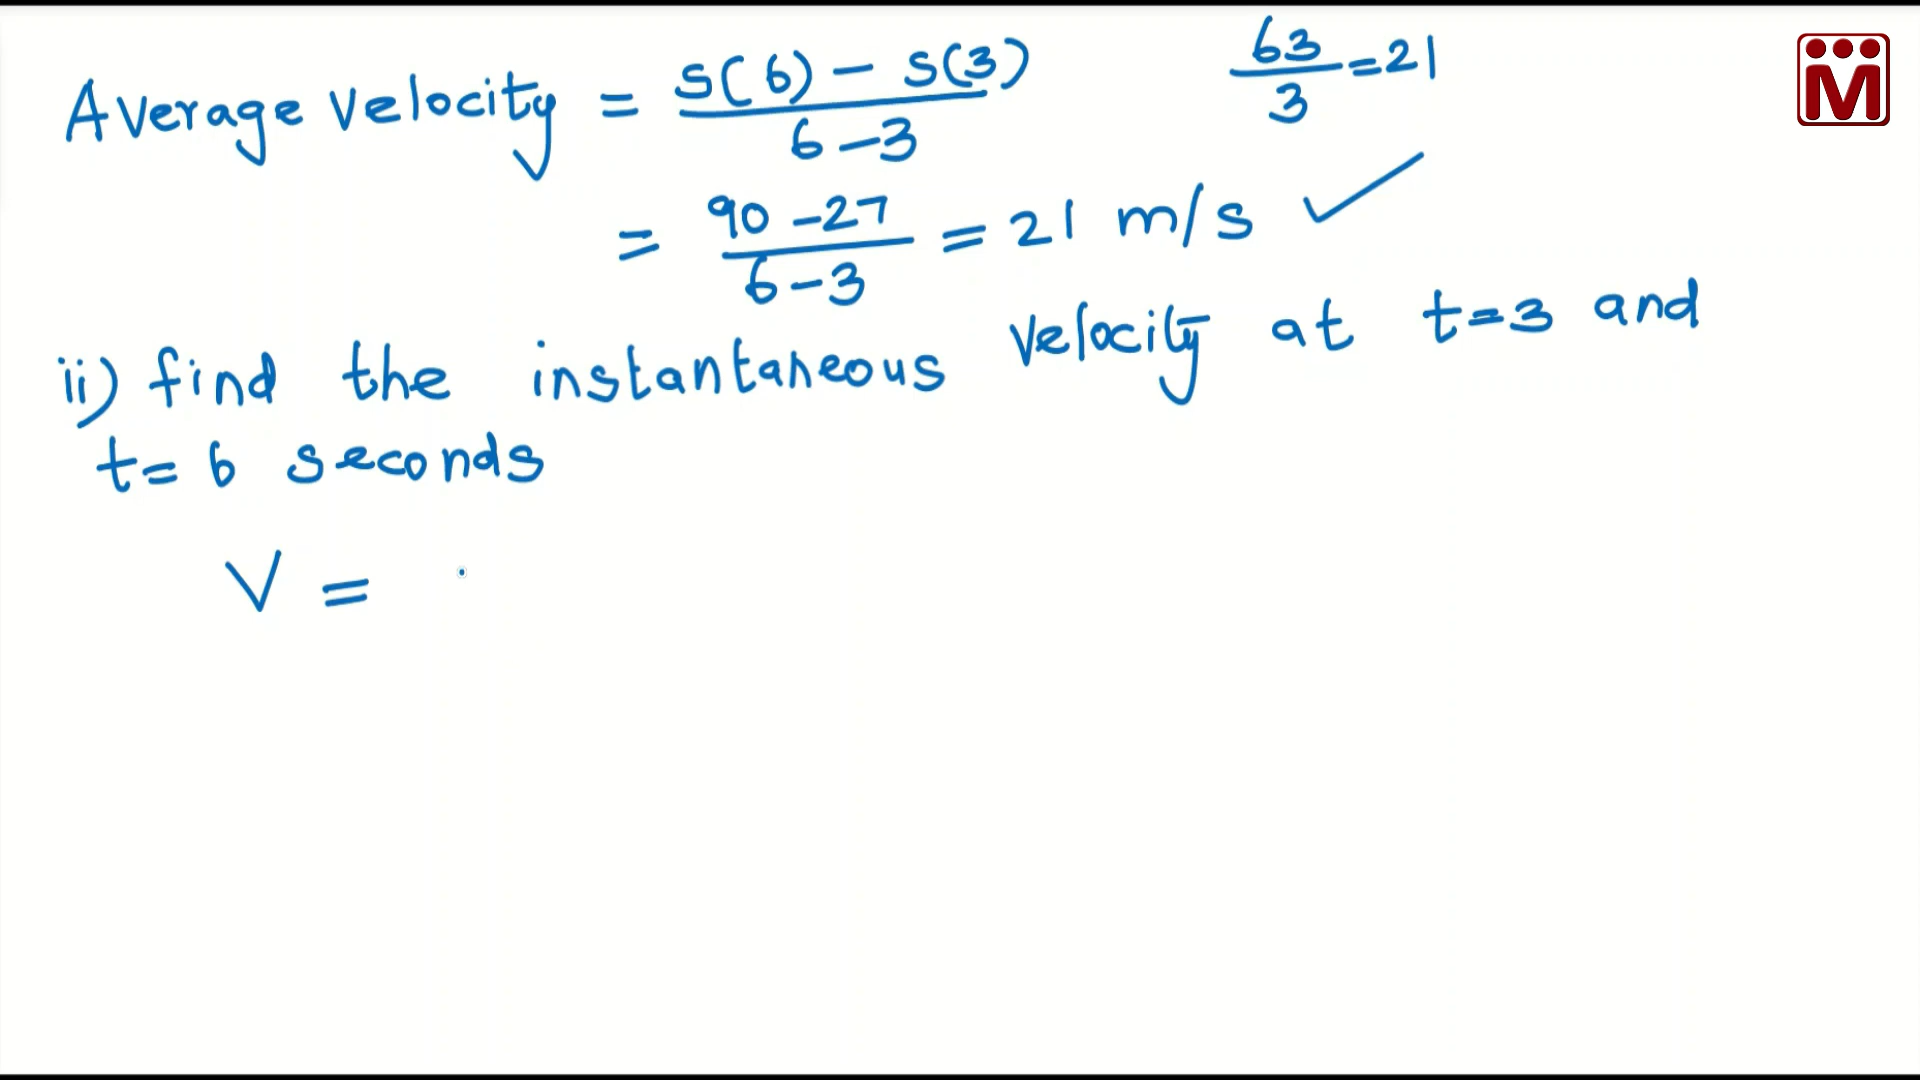 Average velocity = s(6) - s(3) / 6-3
63/3 = 21
= 90-27 / 6-3 = 21 m/s ✓
ii) find the instantaneous velocity at t=3 and
t= 6 seconds
V =
M